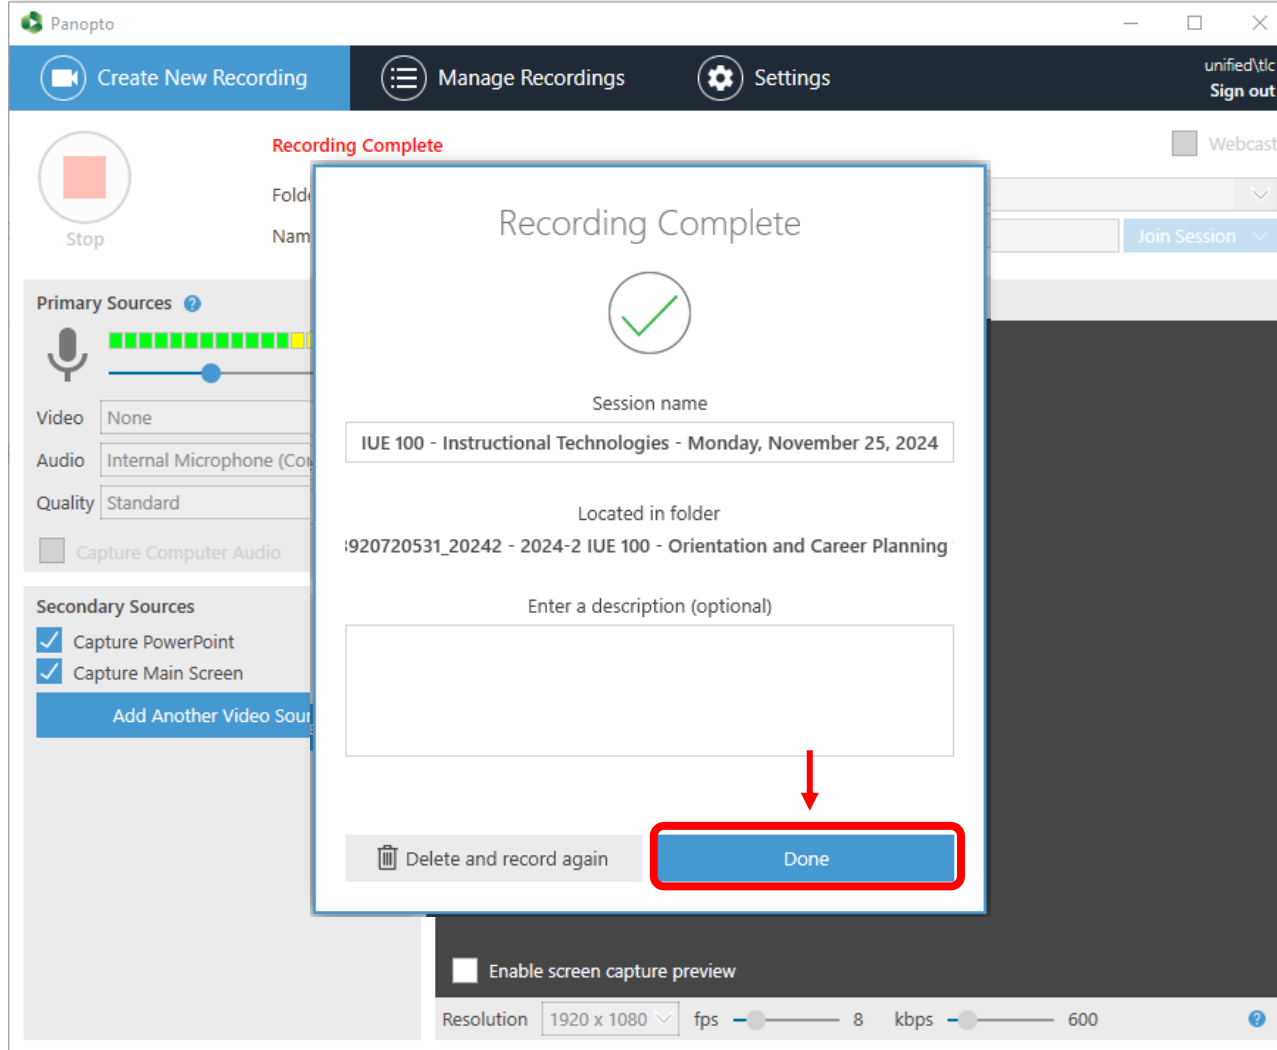 Panopto
Create New Recording
Manage Recordings
Settings
unified\tlc
Sign out
Stop
Recording Complete
Webcast
Join Session
Primary Sources
Video None
Audio Internal Microphone
Quality Standard
Capture Computer Audio
Secondary Sources
Capture PowerPoint
Capture Main Screen
Add Another Video
Recording Complete
Session name
IUE 100 - Instructional Technologies - Monday, November 25, 2024
Located in folder
920720531_20242 - 2024-2 IUE 100 - Orientation and Career Planning
Enter a description (optional)
Delete and record again
Done
Enable screen capture preview
Resolution 1920 x 1080 fps 8 kbps 600